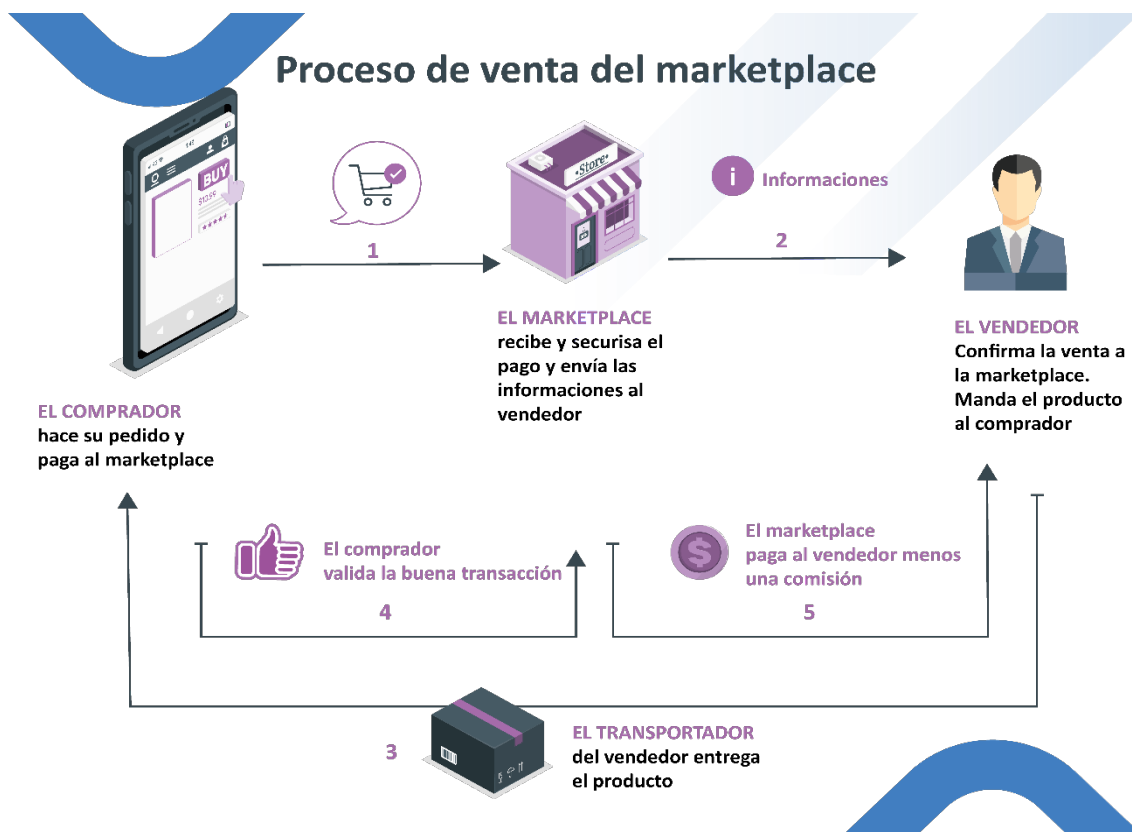 Proceso de venta del marketplace
BUY
•Store•
Informaciones
1
2
EL COMPRADOR
hace su pedido y
paga al marketplace
EL MARKETPLACE
recibe y securisa el
pago y envía las
informaciones al
vendedor
EL VENDEDOR
Confirma la venta a
la marketplace.
Manda el producto
al comprador
El comprador
valida la buena transacción
4
El marketplace
paga al vendedor menos
una comisión
5
3
EL TRANSPORTADOR
del vendedor entrega
el producto